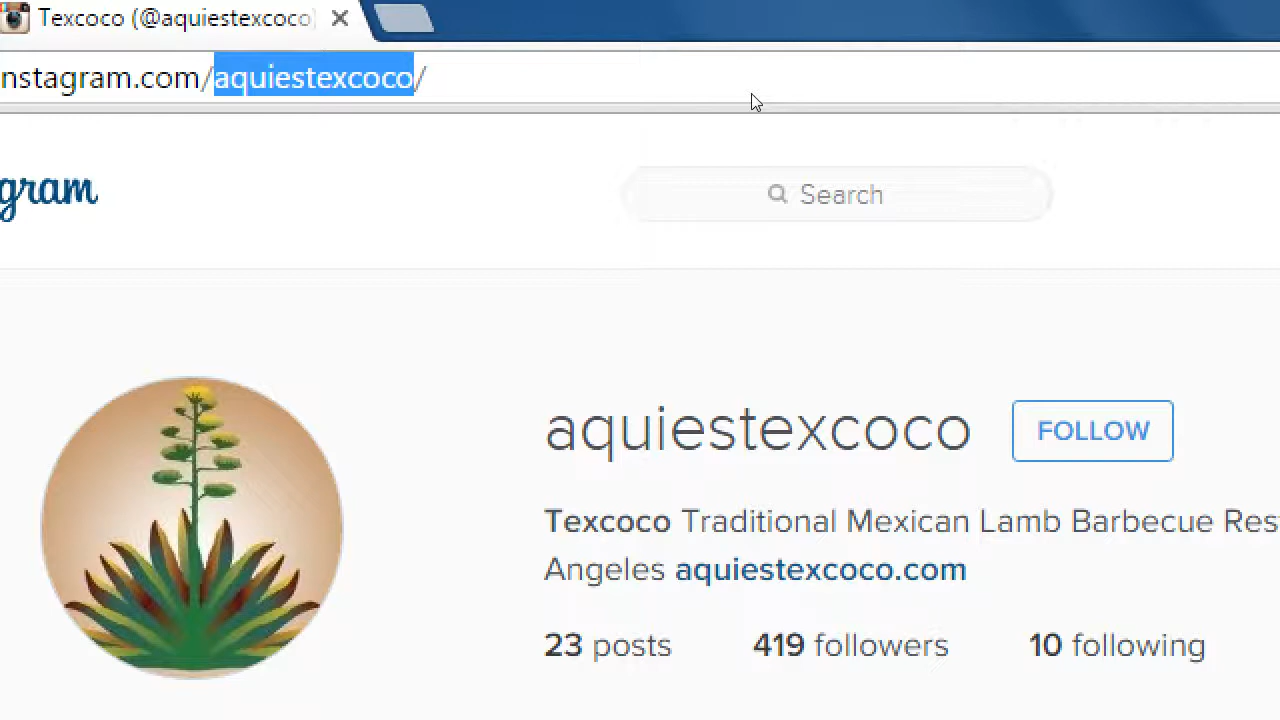 Texcoco (@aquiestexcoco)
nstagram.com/aquiestexcoco/
gram
Search
aquiestexcoco
FOLLOW
Texcoco Traditional Mexican Lamb Barbecue Res
Angeles aquiestexcoco.com
23 posts 419 followers 10 following